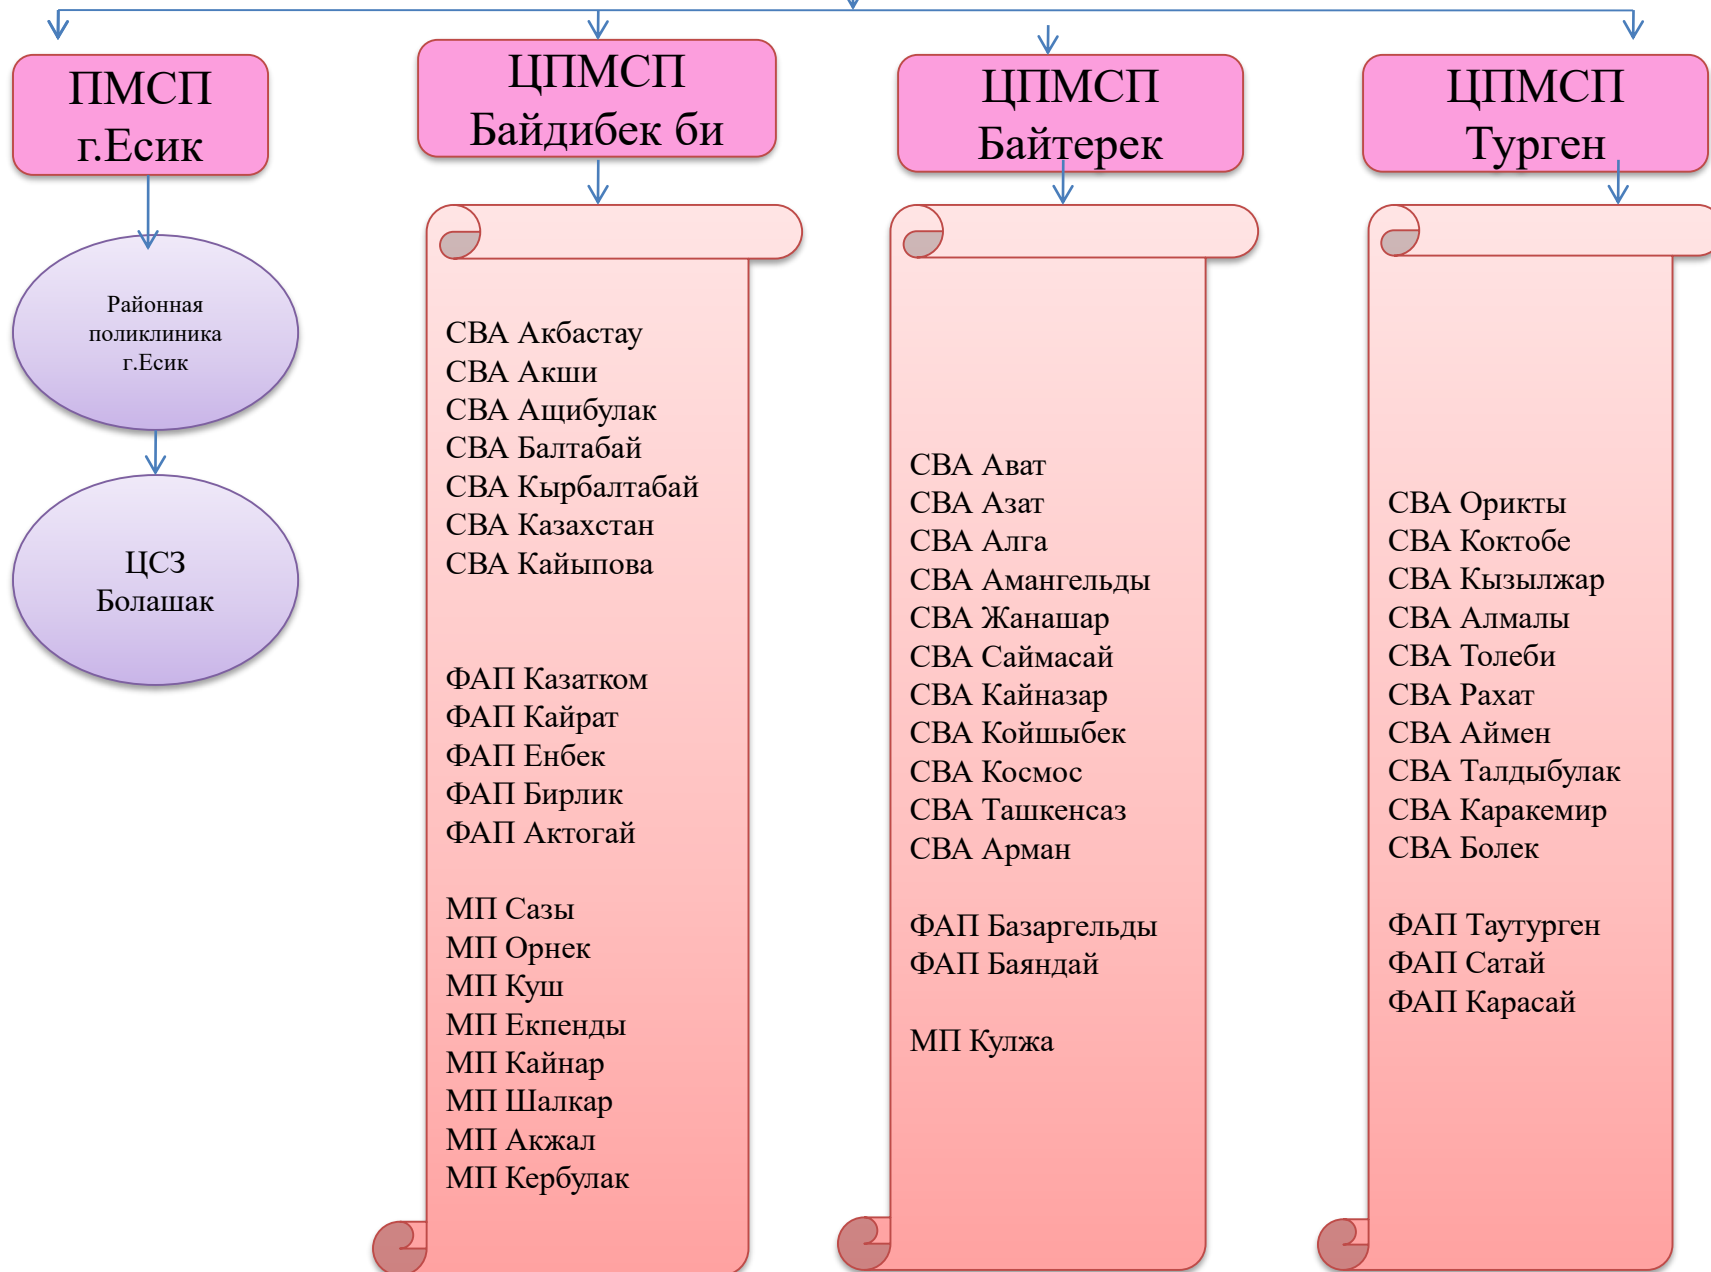 ПМСП
г.Есик
Районная
поликлиника
г.Есик
ЦСЗ
Болашак
ЦПМСП
Байдибек би
СВА Акбастау
СВА Акши
СВА Ащибулак
СВА Балтабай
СВА Кырбалтабай
СВА Казахстан
СВА Кайыпова
ФАП Казатком
ФАП Кайрат
ФАП Енбек
ФАП Бирлик
ФАП Актогай
МП Сазы
МП Орнек
МП Куш
МП Екпенды
МП Кайнар
МП Шалкар
МП Акжал
МП Кербулак
ЦПМСП
Байтерек
СВА Ават
СВА Азат
СВА Алга
СВА Амангельды
СВА Жанашар
СВА Саймасай
СВА Кайназар
СВА Койшыбек
СВА Космос
СВА Ташкенсаз
СВА Арман
ФАП Базаргельды
ФАП Баяндай
МП Кулжа
ЦПМСП
Турген
СВА Орикты
СВА Коктобе
СВА Кызылжар
СВА Алмалы
СВА Толеби
СВА Рахат
СВА Аймен
СВА Талдыбулак
СВА Каракемир
СВА Болек
ФАП Таутурген
ФАП Сатай
ФАП Карасай